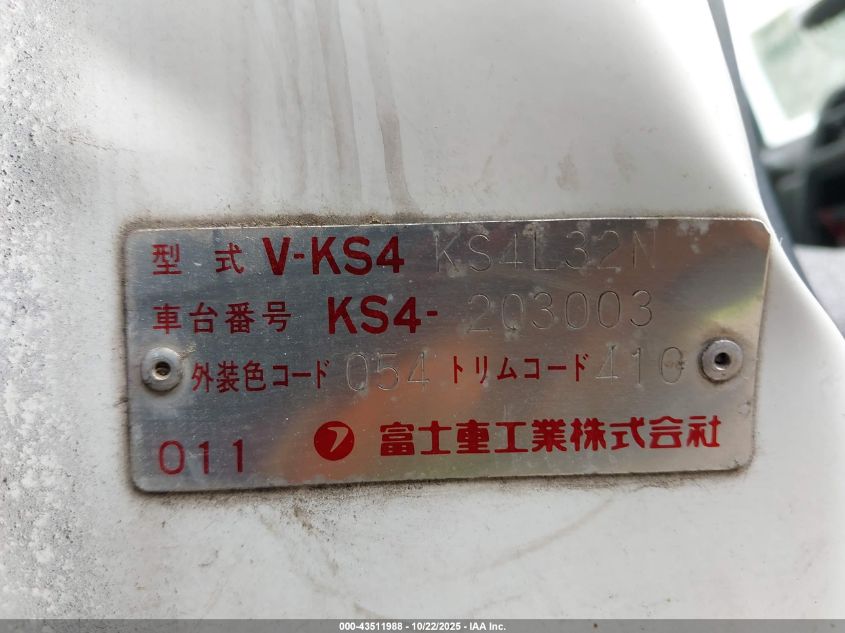 型式 V-KS4 KS4L32N
車台番号 KS4- 203003
外装色コード 054 トリムコード 410
011 富士重工業株式会社
000-43511988 - 10/22/2025 - IAA Inc.